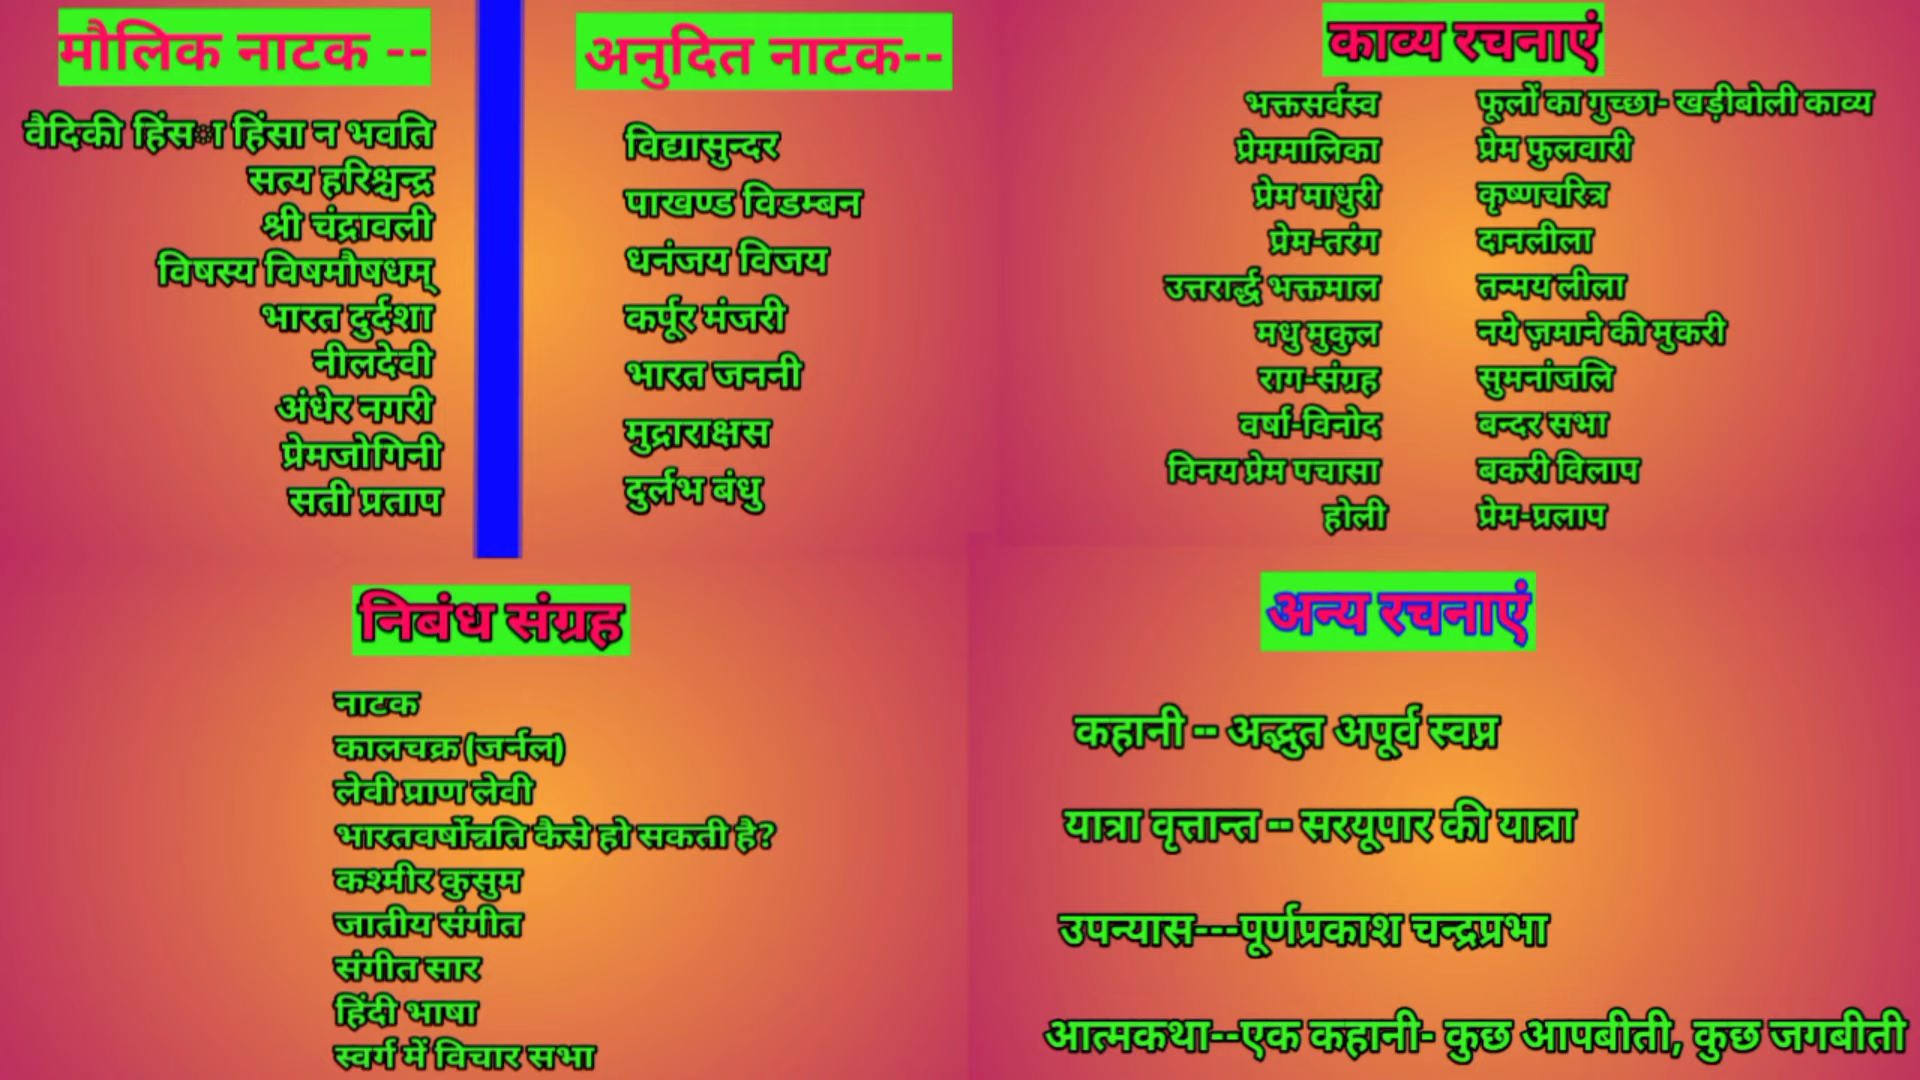 मौलिक नाटक --
वैदिकी हिंस◌ा हिंसा न भवति
सत्य हरिश्चन्द्र
श्री चंद्रावली
विषस्य विषमौषधम्
भारत दुर्दशा
नीलदेवी
अंधेर नगरी
प्रेमजोगिनी
सती प्रताप
अनुदित नाटक--
विद्यासुन्दर
पाखण्ड विडम्बन
धनंजय विजय
कर्पूर मंजरी
भारत जननी
मुद्राराक्षस
दुर्लभ बंधु
काव्य रचनाएं
भक्तसर्वस्व
प्रेममालिका
प्रेम माधुरी
प्रेम-तरंग
उत्तरार्द्ध भक्तमाल
मधु मुकुल
राग-संग्रह
वर्षा-विनोद
विनय प्रेम पचासा
होली
फूलों का गुच्छा- खड़ीबोली काव्य
प्रेम फुलवारी
कृष्णचरित्र
दानलीला
तन्मय लीला
नये ज़माने की मुकरी
सुमनांजलि
बन्दर सभा
बकरी विलाप
प्रेम-प्रलाप
निबंध संग्रह
नाटक
कालचक्र (जर्नल)
लेवी प्राण लेवी
भारतवर्षोन्नति कैसे हो सकती है?
कश्मीर कुसुम
जातीय संगीत
संगीत सार
हिंदी भाषा
स्वर्ग में विचार सभा
अन्य रचनाएं
कहानी -- अद्भुत अपूर्व स्वप्न
यात्रा वृत्तान्त -- सरयूपार की यात्रा
उपन्यास---पूर्णप्रकाश चन्द्रप्रभा
आत्मकथा--एक कहानी- कुछ आपबीती, कुछ जगबीती